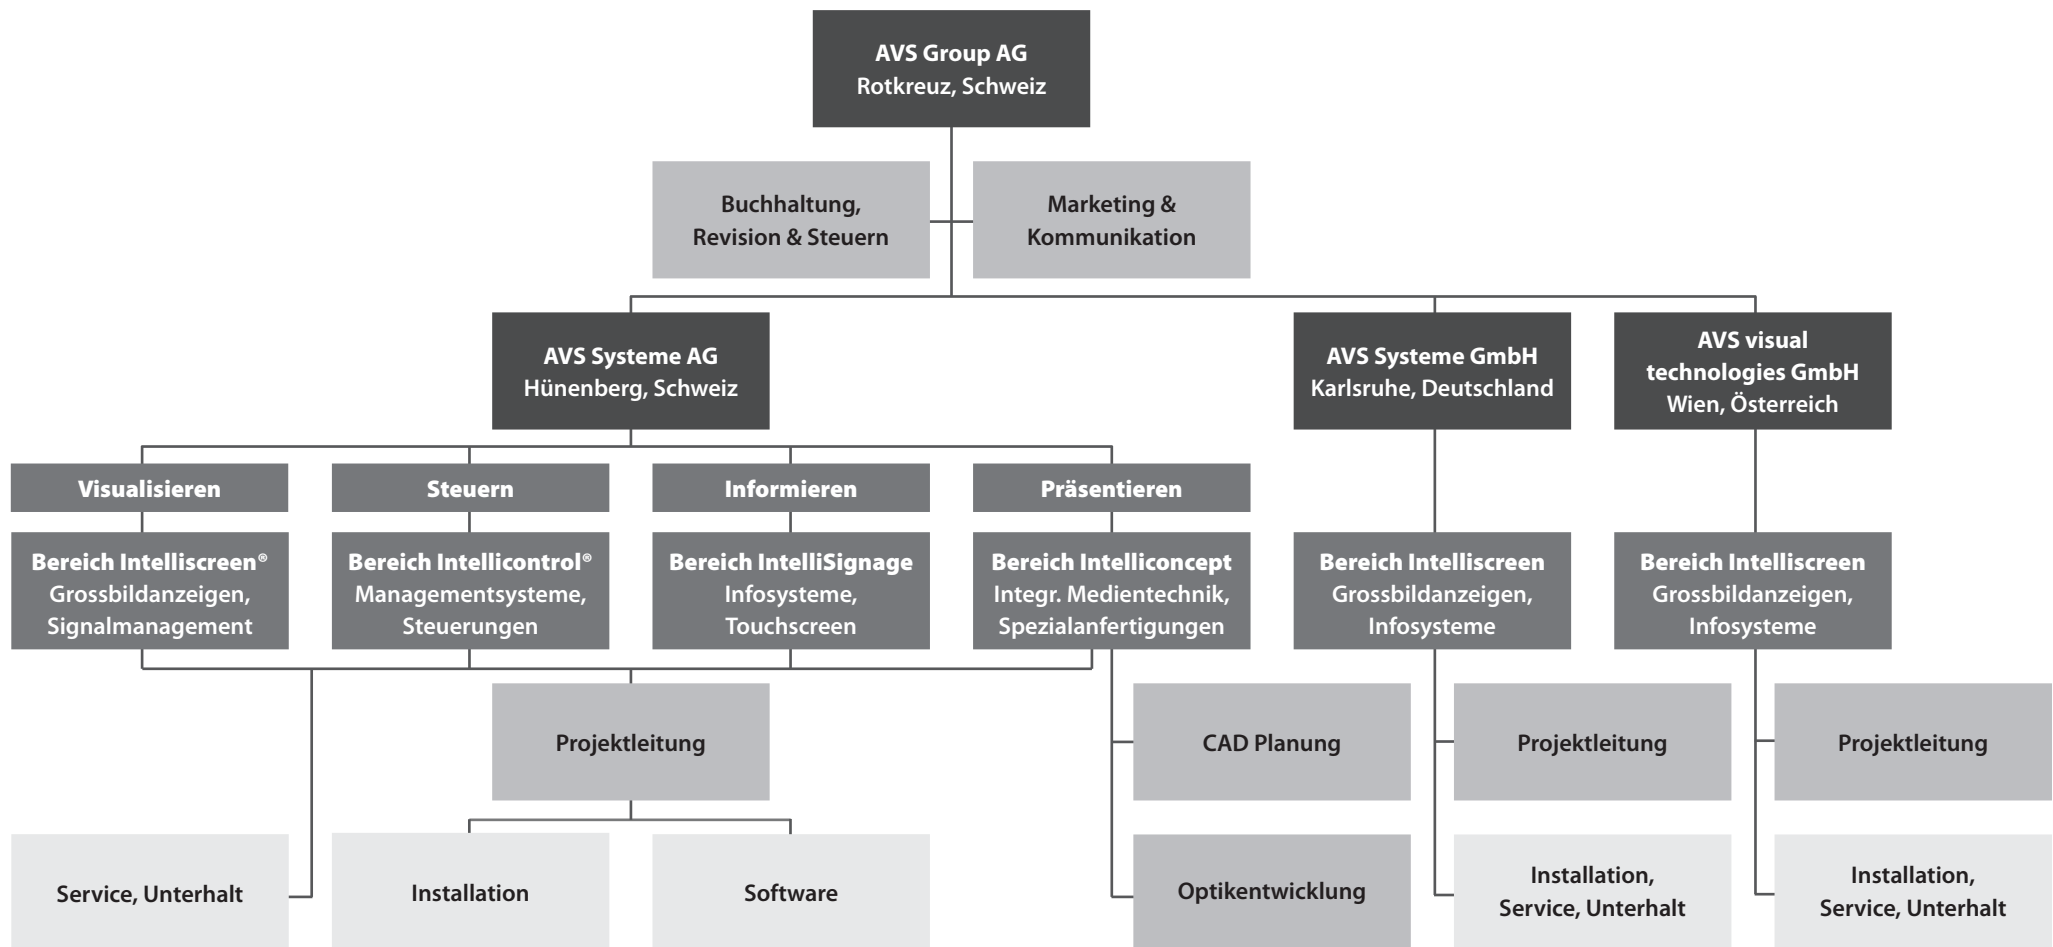 AVS Group AG
Rotkreuz, Schweiz
Buchhaltung,
Revision & Steuern
Marketing &
Kommunikation
AVS Systeme AG
Hünenberg, Schweiz
AVS Systeme GmbH
Karlsruhe, Deutschland
AVS visual
technologies GmbH
Wien, Österreich
Visualisieren
Steuern
Informieren
Präsentieren
Bereich Intelliscreen®
Grossbildanzeigen,
Signalmanagement
Bereich Intellicontrol®
Managementsysteme,
Steuerungen
Bereich IntelliSignage
Infosysteme,
Touchscreen
Bereich Intelliconcept
Integr. Medientechnik,
Spezialanfertigungen
Bereich Intelliscreen
Grossbildanzeigen,
Infosysteme
Bereich Intelliscreen
Grossbildanzeigen,
Infosysteme
Projektleitung
CAD Planung
Projektleitung
Projektleitung
Service, Unterhalt
Installation
Software
Optikentwicklung
Installation,
Service, Unterhalt
Installation,
Service, Unterhalt